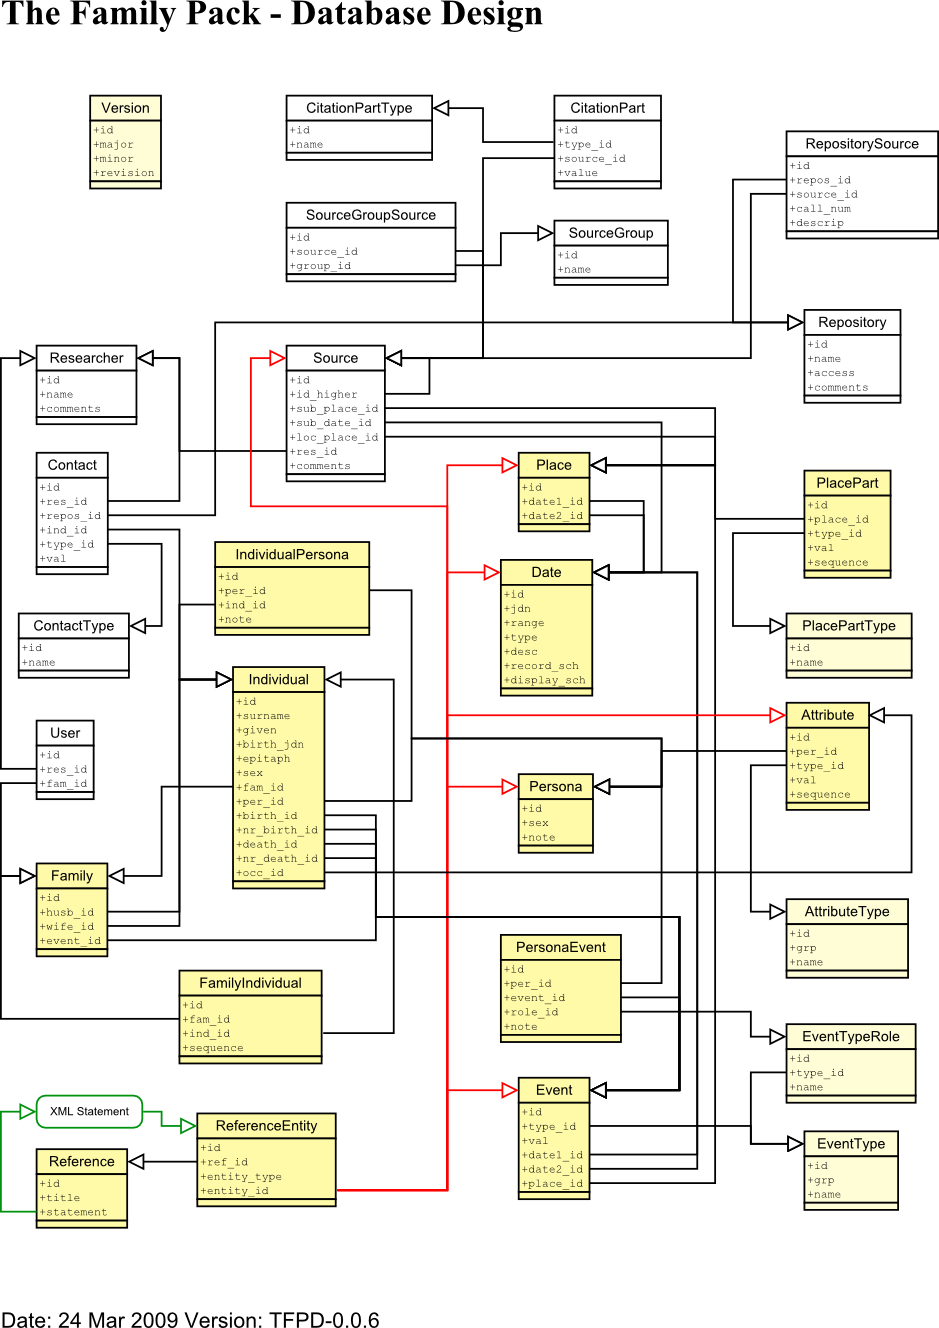 The Family Pack - Database Design
Version
+id
+major
+minor
+revision
CitationPartType
+id
+name
CitationPart
+id
+type_id
+source_id
+value
RepositorySource
+id
+repos_id
+source_id
+call_num
+descrip
SourceGroupSource
+id
+source_id
+group_id
SourceGroup
+id
+name
Repository
+id
+name
+access
+comments
Researcher
+id
+name
+comments
Source
+id
+id_higher
+sub_place_id
+sub_date_id
+loc_place_id
+res_id
+comments
Contact
+id
+res_id
+repos_id
+ind_id
+type_id
+val
Place
+id
+date1_id
+date2_id
PlacePart
+id
+place_id
+type_id
+val
+sequence
IndividualPersona
+id
+per_id
+ind_id
+note
Date
+id
+jdn
+range
+type
+desc
+record_sch
+display_sch
ContactType
+id
+name
PlacePartType
+id
+name
Individual
+id
+surname
+given
+birth_jdn
+epitaph
+sex
+fam_id
+per_id
+birth_id
+nr_birth_id
+death_id
+nr_death_id
+occ_id
User
+id
+res_id
+fam_id
Attribute
+id
+per_id
+type_id
+val
+sequence
Persona
+id
+sex
+note
Family
+id
+husb_id
+wife_id
+event_id
AttributeType
+id
+grp
+name
PersonaEvent
+id
+per_id
+event_id
+role_id
+note
FamilyIndividual
+id
+fam_id
+ind_id
+sequence
EventTypeRole
+id
+type_id
+name
Event
+id
+type_id
+val
+date1_id
+date2_id
+place_id
XML Statement
ReferenceEntity
+id
+ref_id
+entity_type
+entity_id
EventType
+id
+grp
+name
Reference
+id
+title
+statement
Date: 24 Mar 2009 Version: TFPD-0.0.6